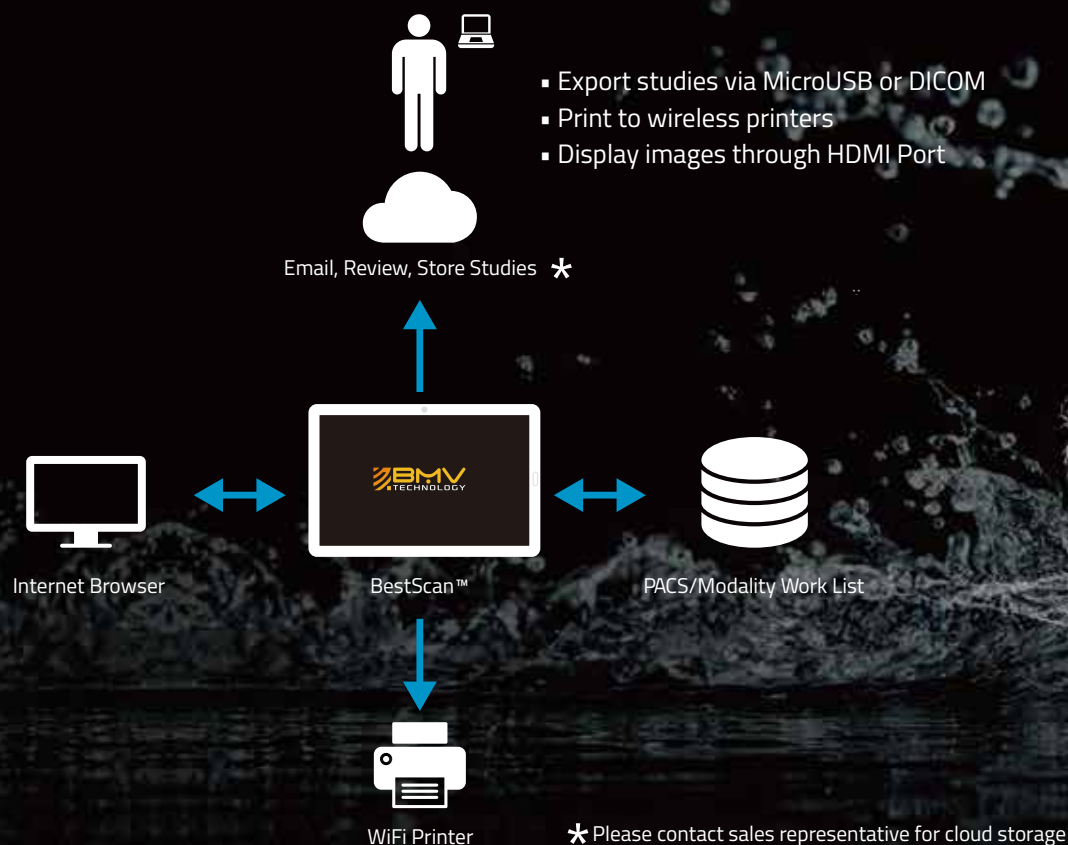 ▪ Export studies via MicroUSB or DICOM
▪ Print to wireless printers
▪ Display images through HDMI Port
Email, Review, Store Studies *
BMV
TECHNOLOGY
Internet Browser
BestScan™
PACS/Modality Work List
WiFi Printer
* Please contact sales representative for cloud storage